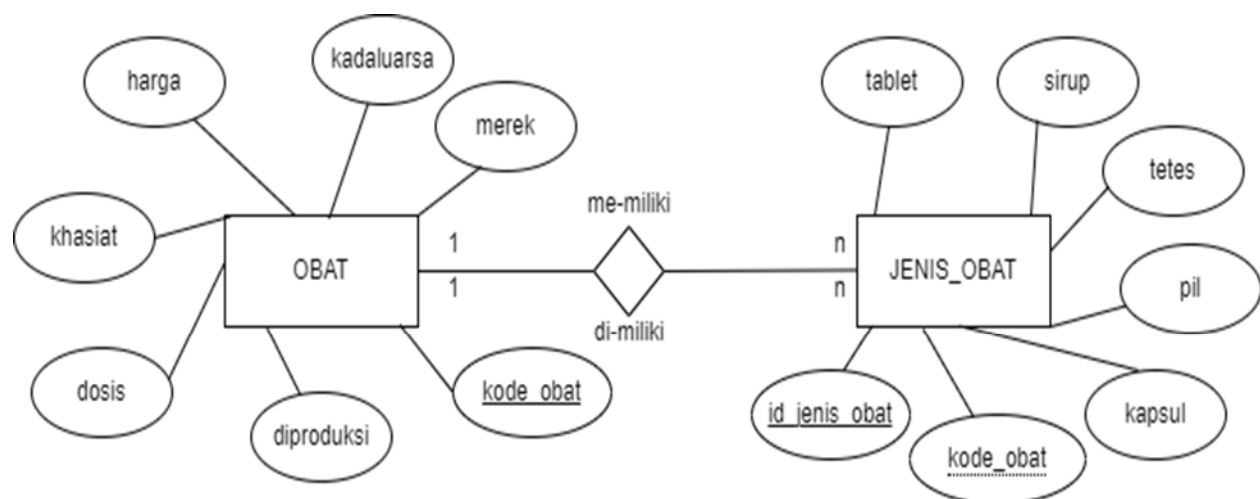 kadaluarsa
harga
merek
tablet
sirup
tetes
khasiat
me-miliki
1
n
OBAT
JENIS_OBAT
1
n
pil
di-miliki
dosis
kode_obat
diproduksi
id_jenis_obat
kode_obat
kapsul